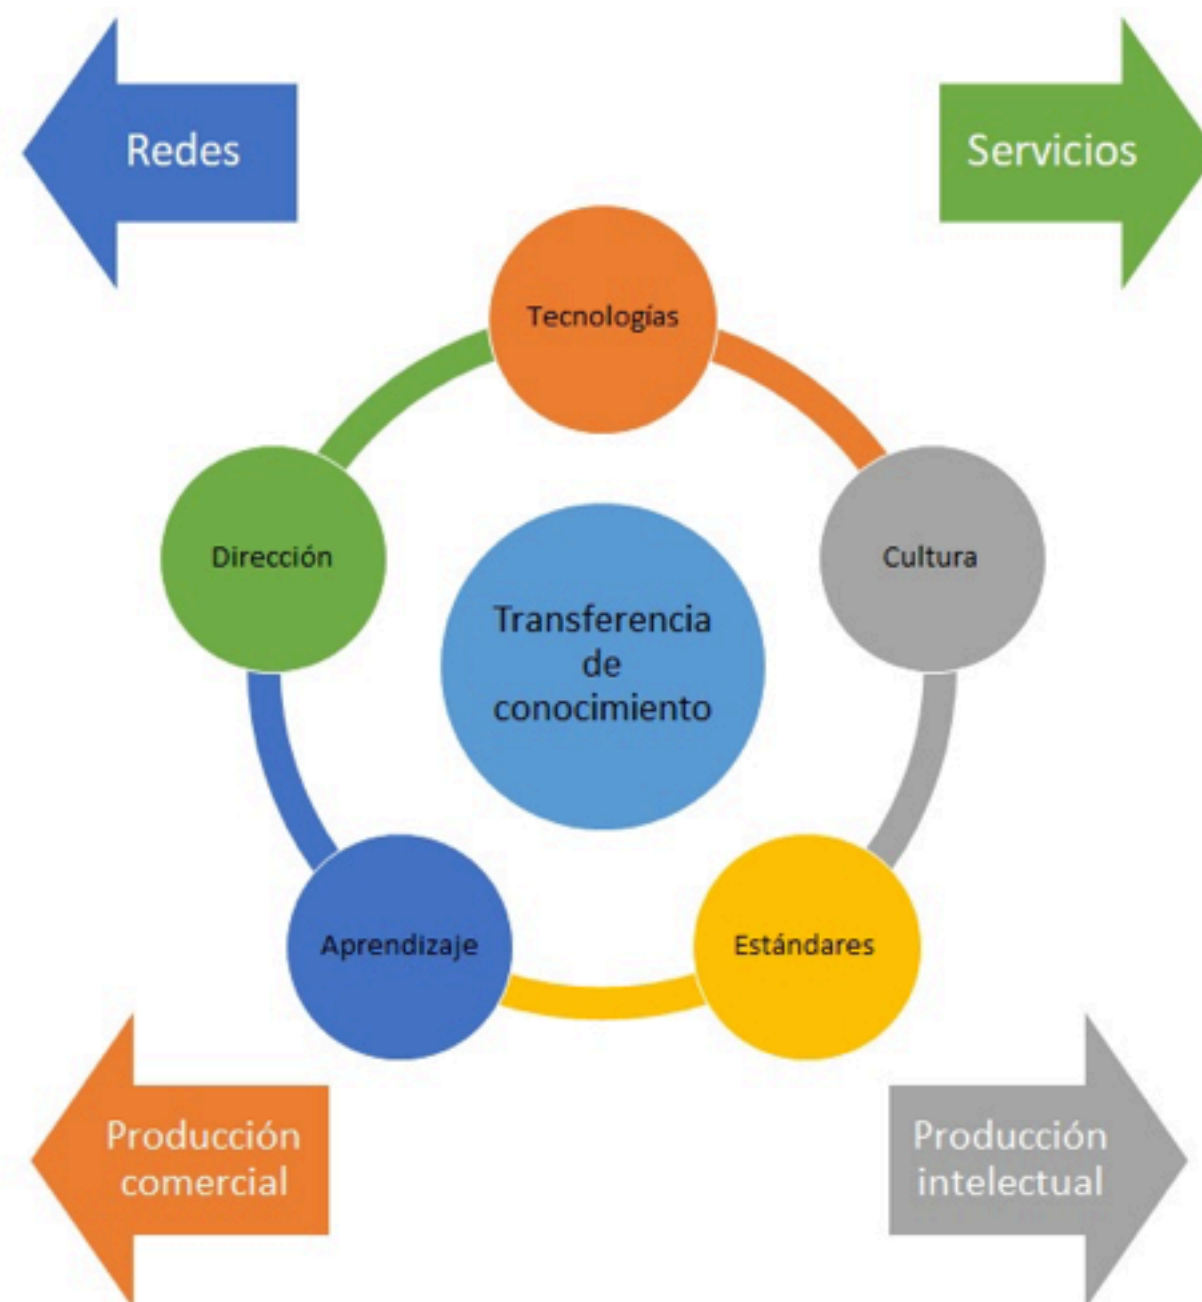 Redes
Servicios
Tecnologías
Dirección
Cultura
Transferencia
de
conocimiento
Aprendizaje
Estándares
Producción
comercial
Producción
intelectual